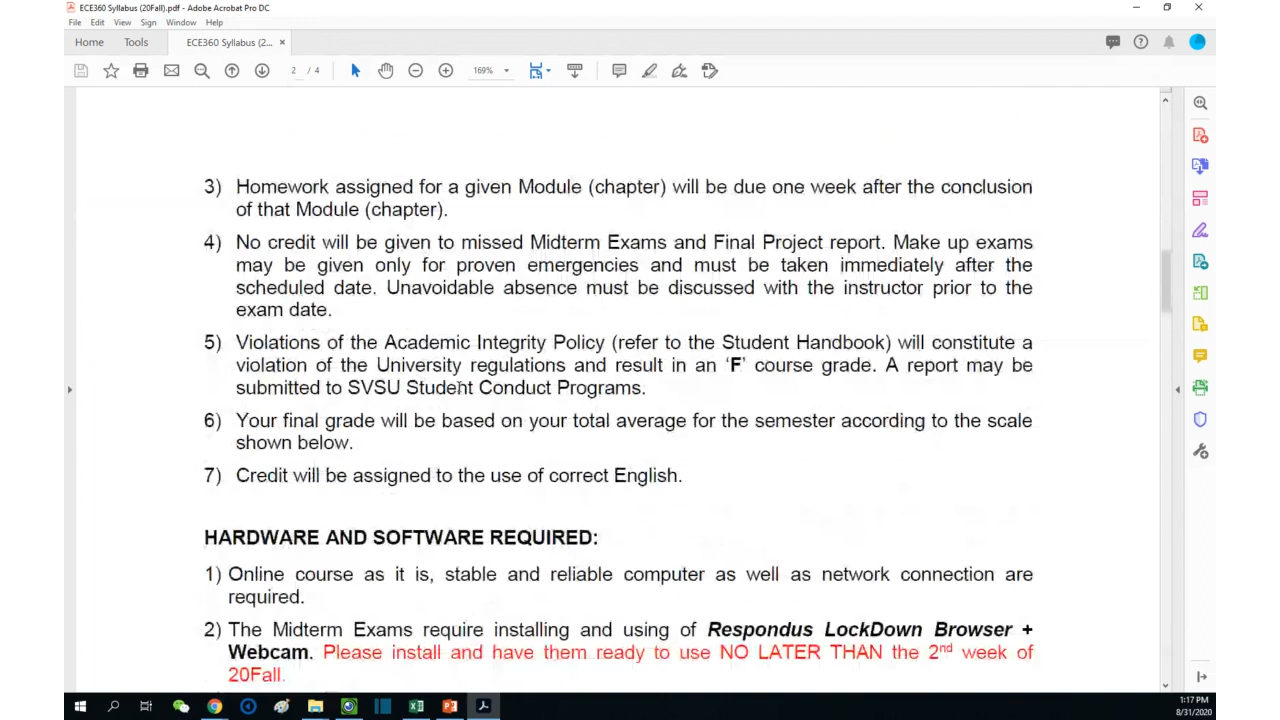 ECE360 Syllabus (20Fall).pdf - Adobe Acrobat Pro DC
File Edit View Sign Window Help
Home Tools ECE360 Syllabus (2... ×
2 / 4 169%
3) Homework assigned for a given Module (chapter) will be due one week after the conclusion
of that Module (chapter).
4) No credit will be given to missed Midterm Exams and Final Project report. Make up exams
may be given only for proven emergencies and must be taken immediately after the
scheduled date. Unavoidable absence must be discussed with the instructor prior to the
exam date.
5) Violations of the Academic Integrity Policy (refer to the Student Handbook) will constitute a
violation of the University regulations and result in an ‘F’ course grade. A report may be
submitted to SVSU Student Conduct Programs.
6) Your final grade will be based on your total average for the semester according to the scale
shown below.
7) Credit will be assigned to the use of correct English.
HARDWARE AND SOFTWARE REQUIRED:
1) Online course as it is, stable and reliable computer as well as network connection are
required.
2) The Midterm Exams require installing and using of Respondus LockDown Browser +
Webcam. Please install and have them ready to use NO LATER THAN the 2nd week of
20Fall.
1:17 PM
8/31/2020